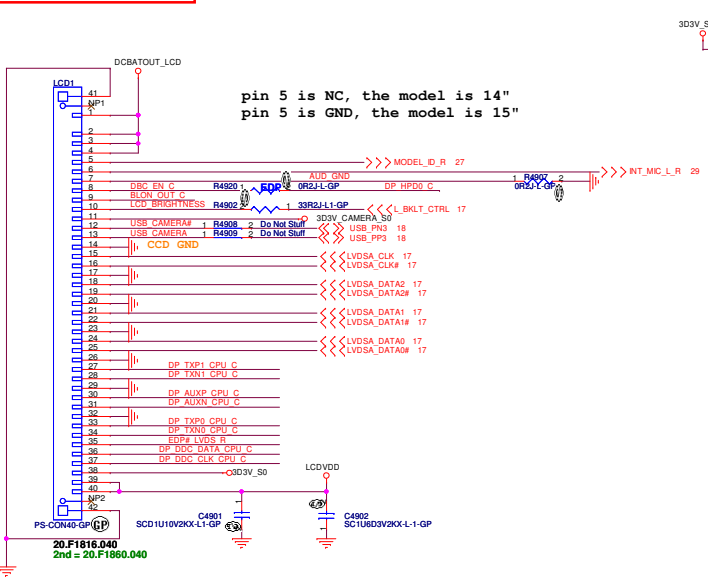 3D3V_S
DCBATOUT_LCD
LCD1
pin 5 is NC, the model is 14"
pin 5 is GND, the model is 15"
41
NP1
1
2
3
4
5
MODEL_ID_R 27
6
INT_MIC_L_R 29
7
AUD_GND
1 R4907 2
0R2J-L-GP
8
DBC_EN_C
R4920 1
EDP
2
0R2J-L-GP
DP_HPD0_C
9
BLON_OUT_C
10
LCD_BRIGHTNESS
R4902
1
33R2J-L1-GP
L_BKLT_CTRL 17
11
3D3V_CAMERA_S0
12
USB_CAMERA#
1 R4908 2 Do Not Stuff
USB_PN3 18
13
USB_CAMERA
1 R4909 2 Do Not Stuff
USB_PP3 18
14
CCD GND
15
LVDSA_CLK 17
16
LVDSA_CLK# 17
17
18
LVDSA_DATA2 17
19
LVDSA_DATA2# 17
20
21
LVDSA_DATA1 17
22
LVDSA_DATA1# 17
23
24
LVDSA_DATA0 17
25
LVDSA_DATA0# 17
26
27
DP_TXP1_CPU_C
28
DP_TXN1_CPU_C
29
30
DP_AUXP_CPU_C
31
DP_AUXN_CPU_C
32
33
DP_TXP0_CPU_C
34
DP_TXN0_CPU_C
35
EDP#_LVDS_R
36
DP_DDC_DATA_CPU_C
37
DP_DDC_CLK_CPU_C
38
3D3V_S0
LCDVDD
39
40
NP2
42
PS-CON40-GP
GP
C4901
SCD1U10V2KX-L1-GP
1
C4902
SC1U6D3V2KX-L-1-GP
20.F1816.040
2nd = 20.F1860.040